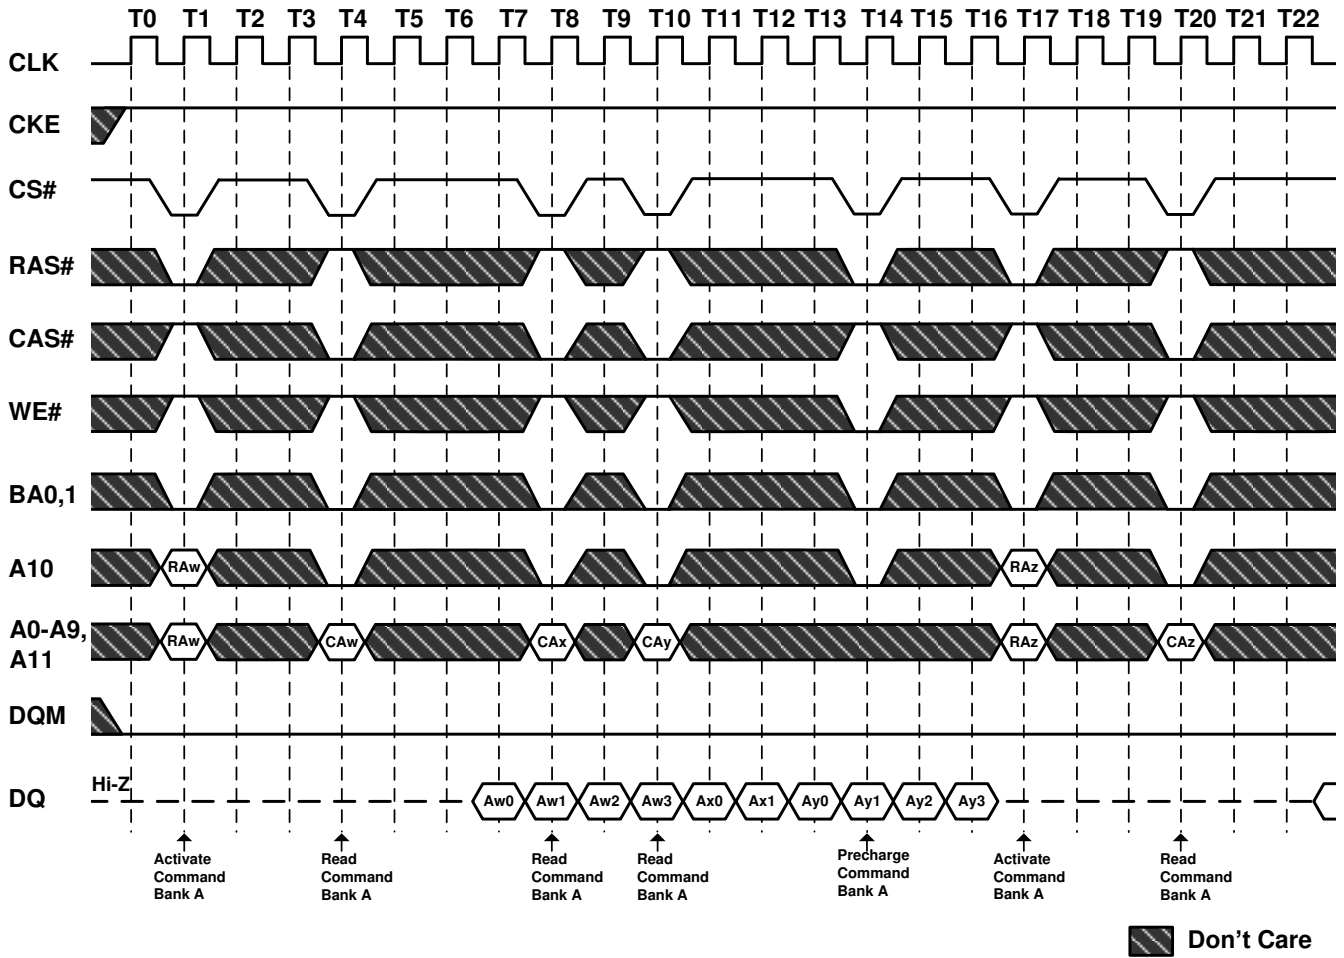 T0 T1 T2 T3 T4 T5 T6 T7 T8 T9 T10 T11 T12 T13 T14 T15 T16 T17 T18 T19 T20 T21 T22
CLK
CKE
CS#
RAS#
CAS#
WE#
BA0,1
A10 RAw RAz
A0-A9,
A11
RAw CAw CAx CAy RAz CAz
DQM
Hi-Z
DQ Aw0 Aw1 Aw2 Aw3 Ax0 Ax1 Ay0 Ay1 Ay2 Ay3
Activate
Command
Bank A
Read
Command
Bank A
Read
Command
Bank A
Read
Command
Bank A
Precharge
Command
Bank A
Activate
Command
Bank A
Read
Command
Bank A
Don't Care